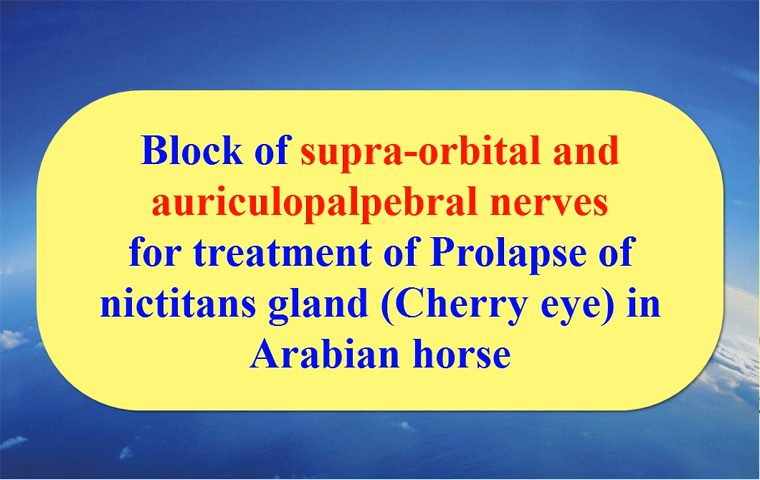 Block of supra-orbital and
auriculopalpebral nerves
for treatment of Prolapse of
nictitans gland (Cherry eye) in
Arabian horse